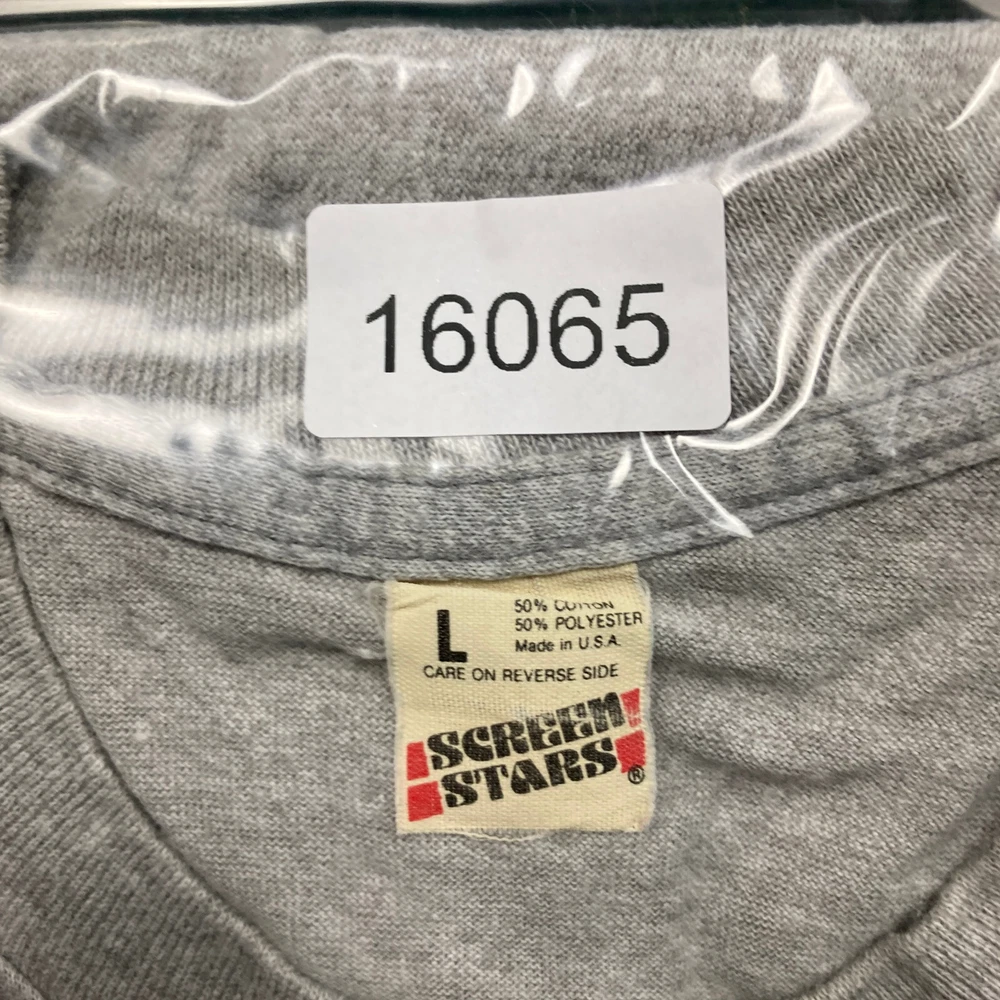 16065
L
50% COTTON
50% POLYESTER
Made in U.S.A.
CARE ON REVERSE SIDE
SCREEN
STARS ®